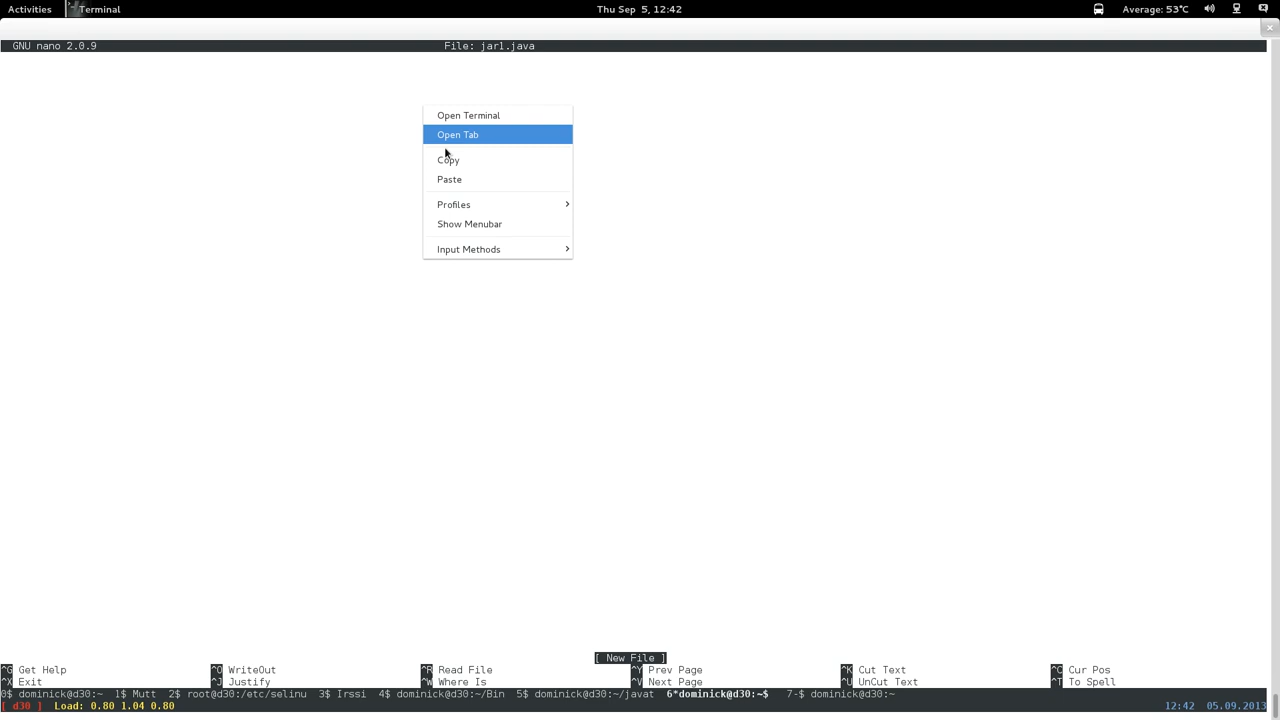 Activities Terminal Thu Sep 5, 12:42 Average: 53°C
GNU nano 2.0.9 File: jarl.java
Open Terminal
Open Tab
Copy
Paste
Profiles
Show Menubar
Input Methods
[ New File ]
^G Get Help ^O WriteOut ^R Read File ^Y Prev Page ^K Cut Text ^C Cur Pos
^X Exit ^J Justify ^W Where Is ^V Next Page ^U UnCut Text ^T To Spell
0$ dominick@d30:~ 1$ Mutt 2$ root@d30:/etc/selinu 3$ Irssi 4$ dominick@d30:~/Bin 5$ dominick@d30:~/javat 6*dominick@d30:~$ 7-$ dominick@d30:~
[ d30 ] Load: 0.80 1.04 0.80 12:42 05.09.2013